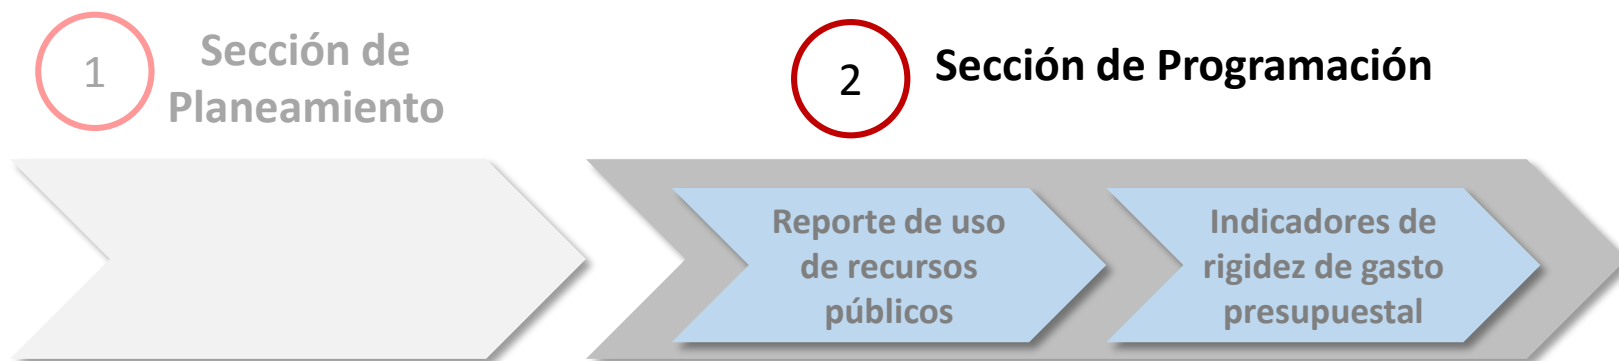 1
Sección de
Planeamiento
2
Sección de Programación
Reporte de uso
de recursos
públicos
Indicadores de
rigidez de gasto
presupuestal